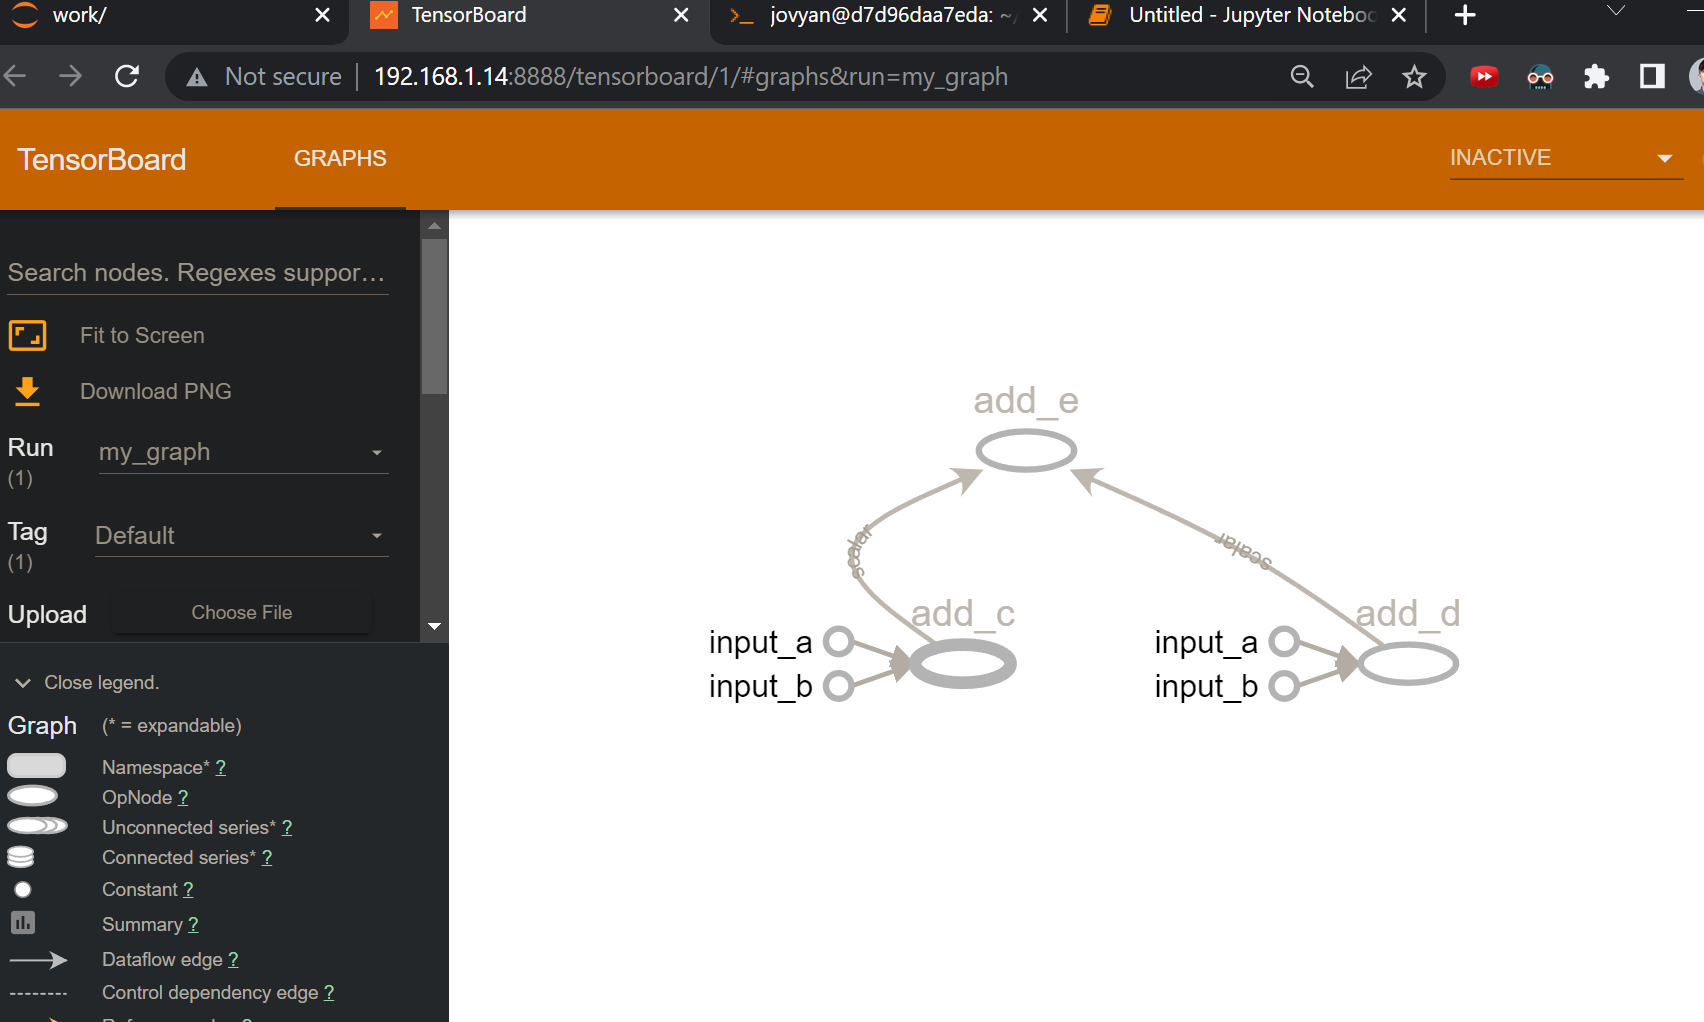 work/
TensorBoard
jovyan@d7d96daa7eda: ~/
Untitled - Jupyter Noteboo
Not secure
192.168.1.14:8888/tensorboard/1/#graphs&run=my_graph
TensorBoard
GRAPHS
INACTIVE
Search nodes. Regexes suppor...
Fit to Screen
Download PNG
Run
(1)
my_graph
Tag
(1)
Default
Upload
Choose File
Close legend.
Graph
(* = expandable)
Namespace* ?
OpNode ?
Unconnected series* ?
Connected series* ?
Constant ?
Summary ?
Dataflow edge ?
Control dependency edge ?
add_e
scalar
scalar
add_c
input_a
input_b
add_d
input_a
input_b